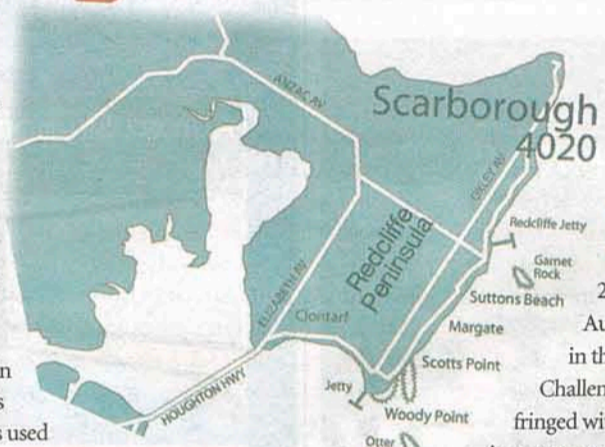 ANZAC AV
Scarborough
4020
OXLEY AV
Redcliffe
Peninsula
Redcliffe Jetty
Garnet
Rock
ELIZABETH AV
Suttons Beach
Clontarf
Margate
Scotts Point
HOUGHTON HWY
Jetty
Woody Point
Otter
n
s
s used
2
Au
in th
Challen
fringed wi